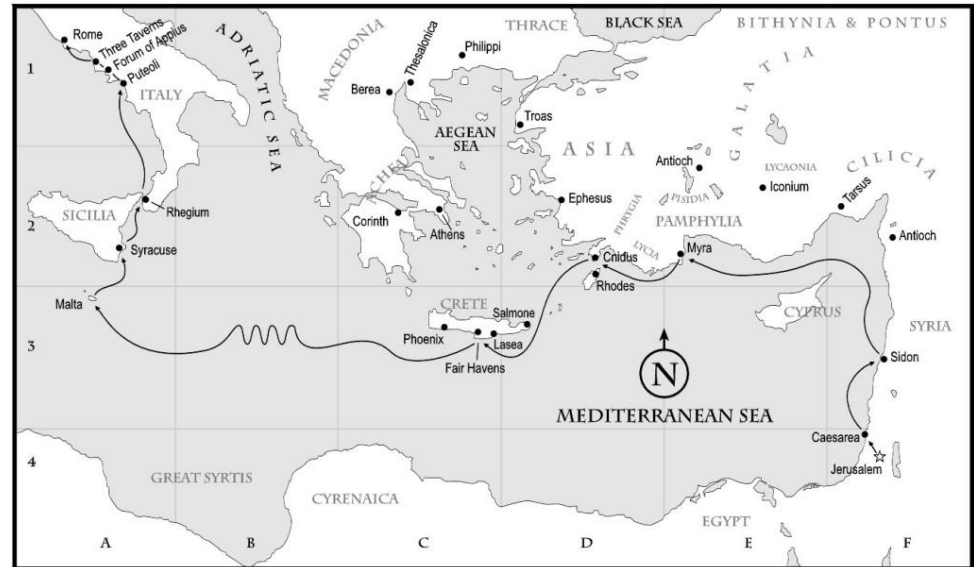 BLACK SEA
BITHYNIA & PONTUS
THRACE
Rome
Three Taverns
Forum of Appius
Puteoli
ITALY
ADRIATIC SEA
MACEDONIA
Thesalonica
Philippi
Berea
1
Troas
AEGEAN
SEA
ASIA
GALATIA
ACHEU
Antioch
LYCAONIA
CILICIA
Iconium
PISIDIA
Tarsus
Ephesus
PHRYGIA
PAMPHYLIA
SICILIA
Rhegium
Corinth
Athens
2
Antioch
Syracuse
Cnidus
LYCIA
Myra
Rhodes
Malta
CRETE
Salmone
CYPRUS
SYRIA
Phoenix
Lasea
Fair Havens
3
Sidon
N
MEDITERRANEAN SEA
Caesarea
Jerusalem
4
GREAT SYRTIS
CYRENAICA
EGYPT
A
B
C
D
E
F